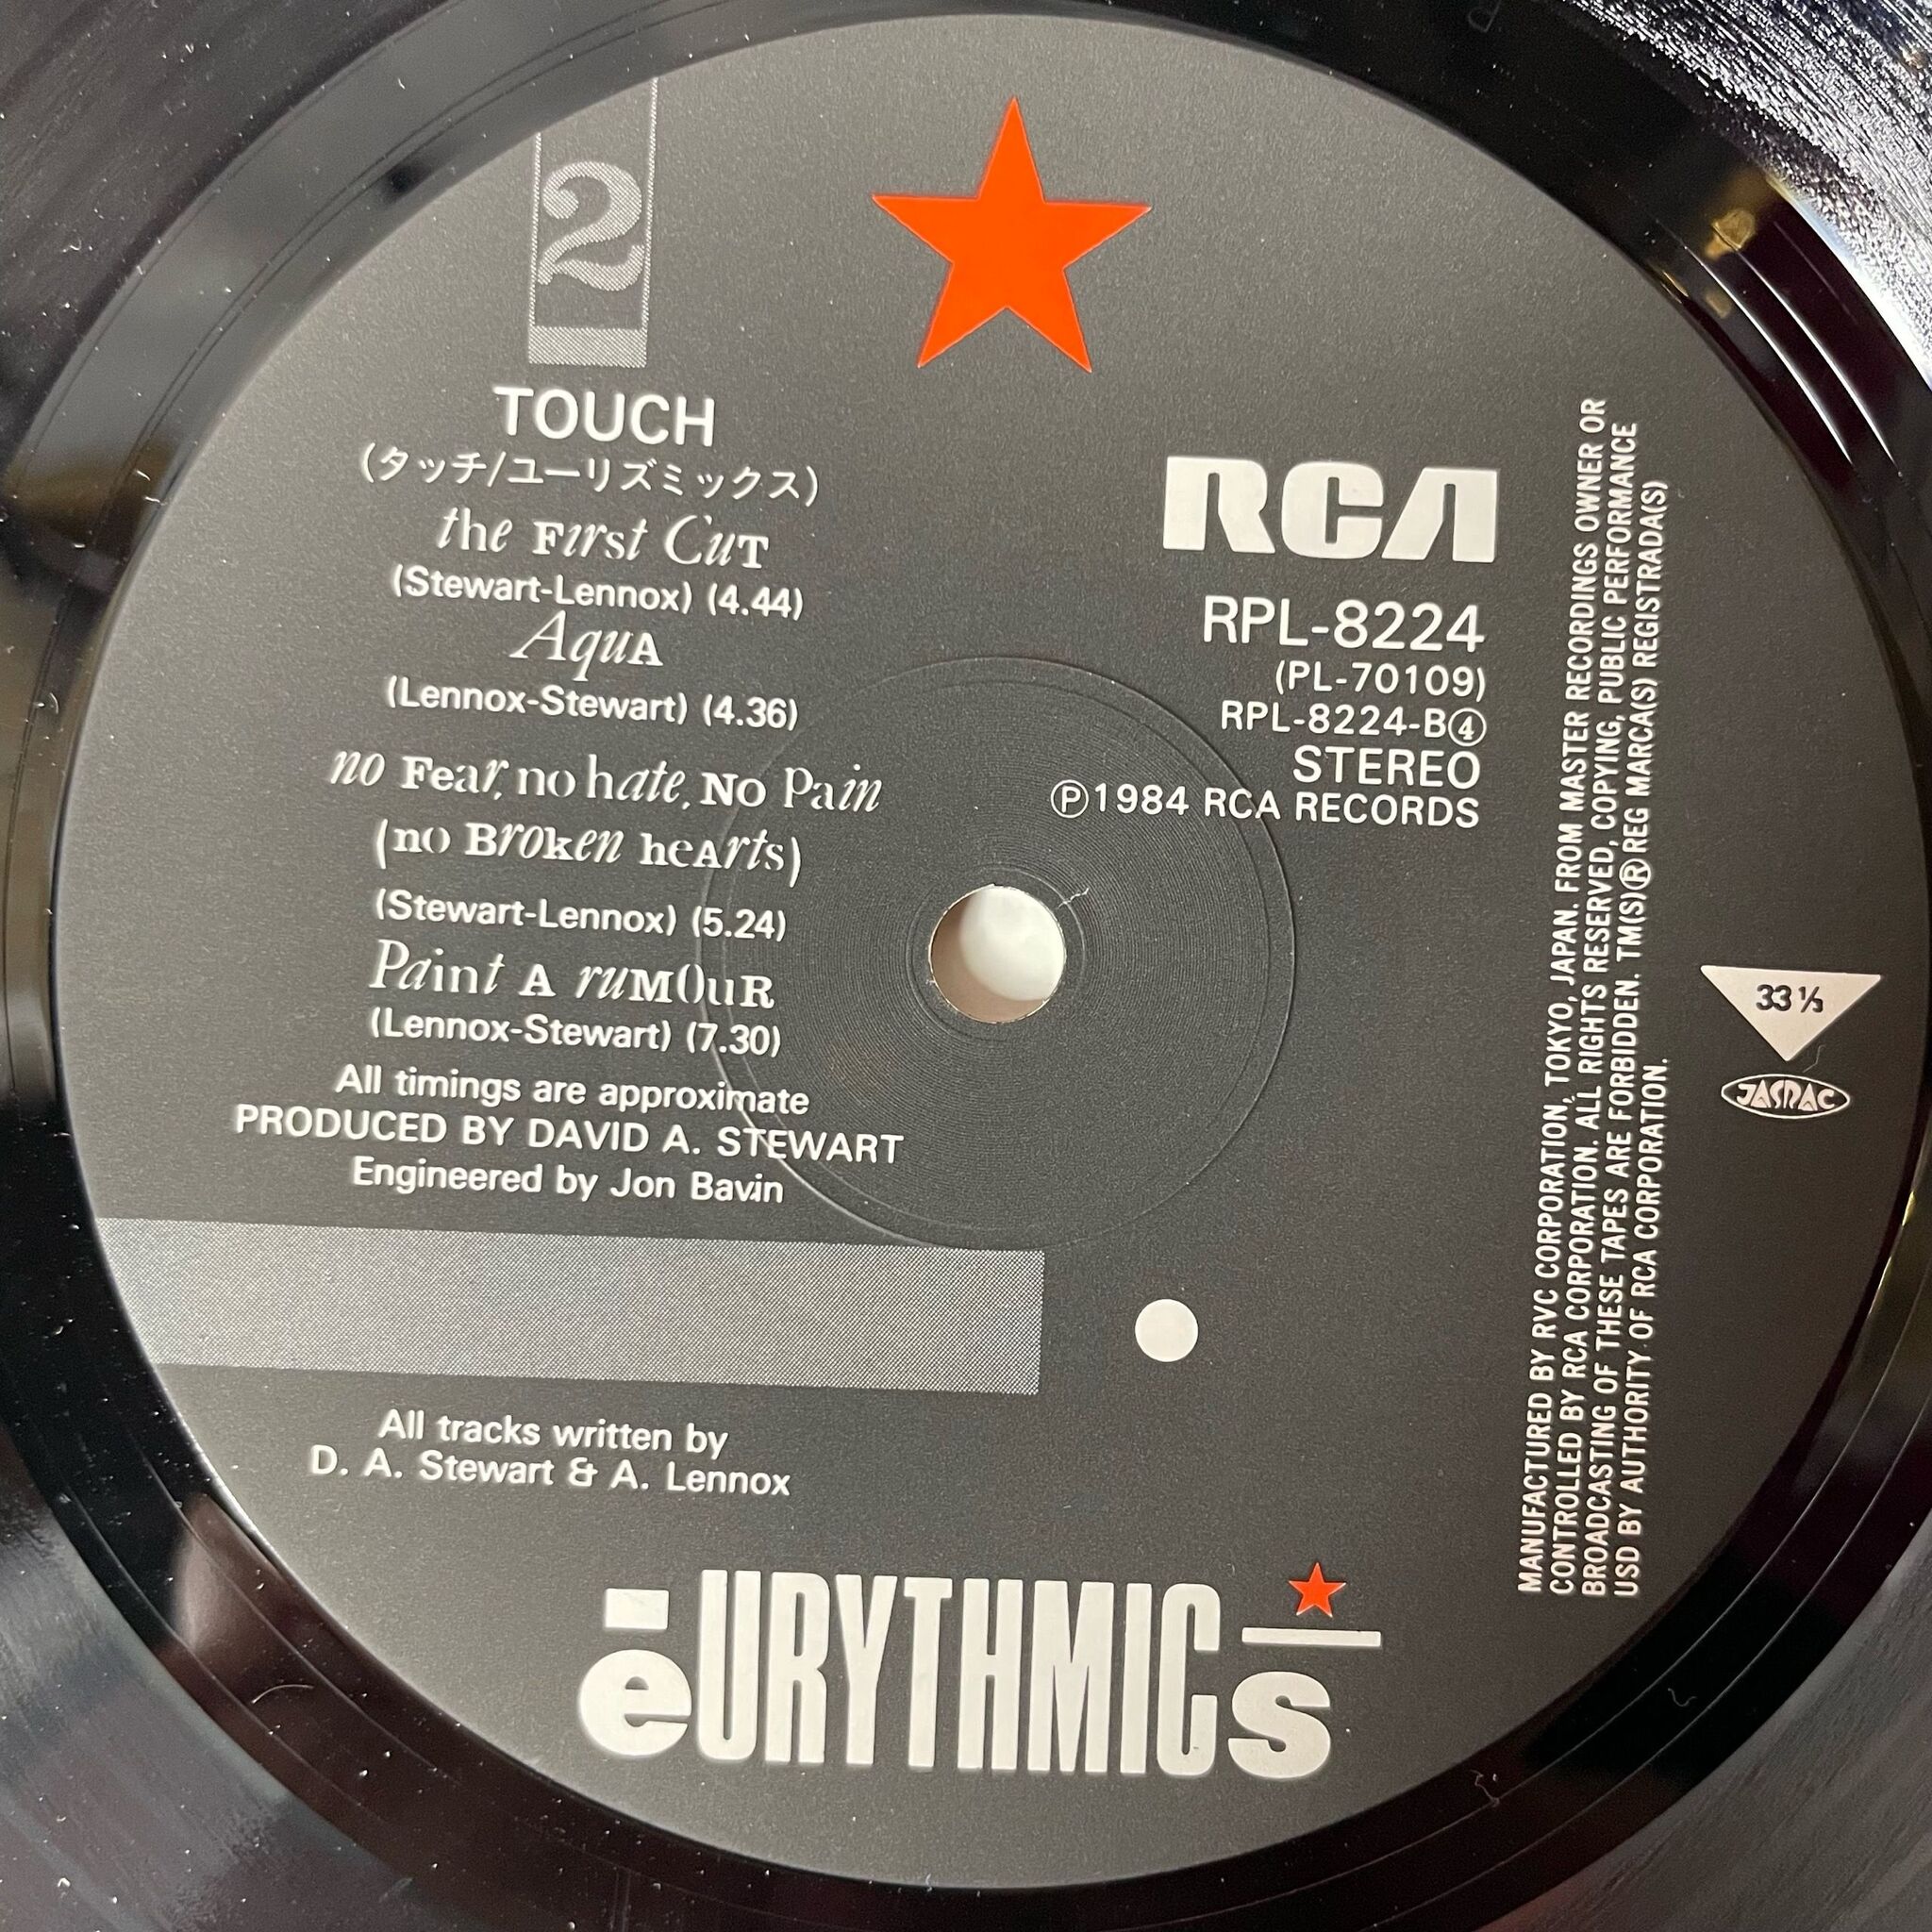 2
TOUCH
(タッチ/ユーリズミックス)
the First CuT
(Stewart-Lennox) (4.44)
AquA
(Lennox-Stewart) (4.36)
no Fear, no hate, No Pain
(no Broken heArts)
(Stewart-Lennox) (5.24)
Paint A ruMOuR
(Lennox-Stewart) (7.30)
All timings are approximate
PRODUCED BY DAVID A. STEWART
Engineered by Jon Bavin
All tracks written by
D. A. Stewart & A. Lennox
RCA
RPL-8224
(PL-70109)
RPL-8224-B④
STEREO
Ⓟ1984 RCA RECORDS
MANUFACTURED BY RVC CORPORATION, TOKYO, JAPAN. FROM MASTER RECORDINGS OWNER OR
CONTROLLED BY RCA CORPORATION. ALL RIGHTS RESERVED, COPYING, PUBLIC PERFORMANCE
BROADCASTING OF THESE TAPES ARE FORBIDDEN. TM(S)®REG MARCA(S) REGISTRADA(S)
USD BY AUTHORITY OF RCA CORPORATION.
33⅓
JASRAC
eURYTHMICs